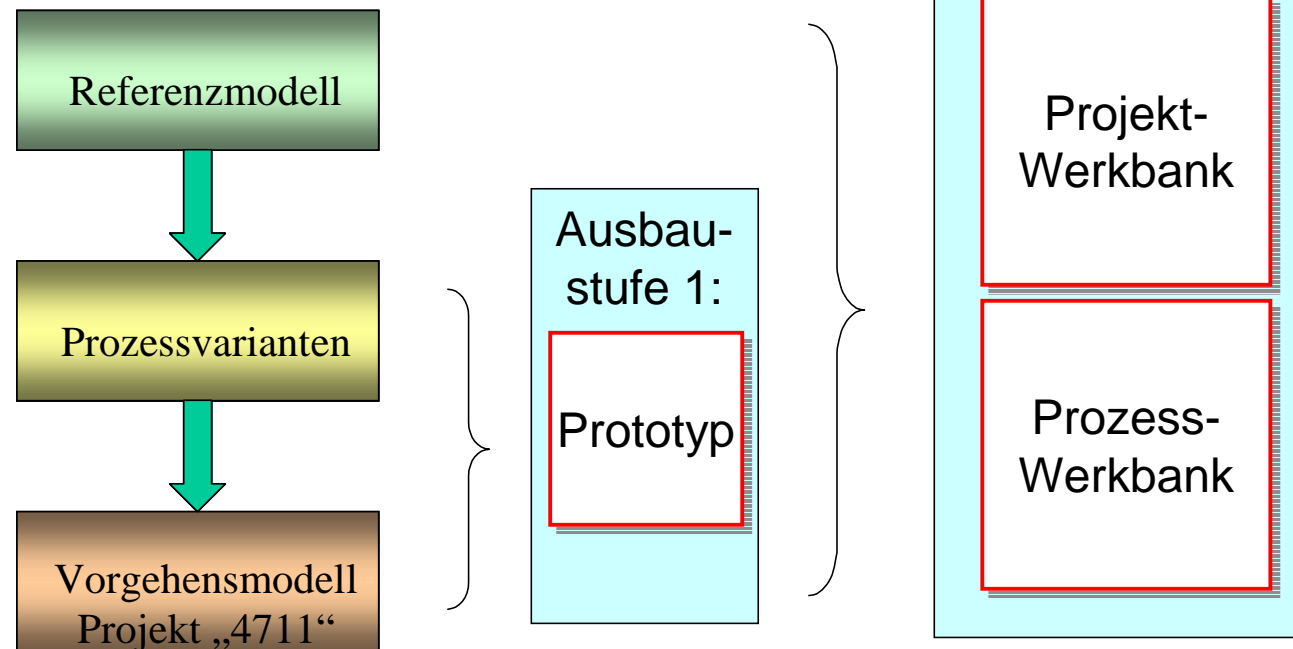 Referenzmodell
Prozessvarianten
Vorgehensmodell
Projekt „4711“
Ausbau-
stufe 1:
Prototyp
Projekt-
Werkbank
Prozess-
Werkbank